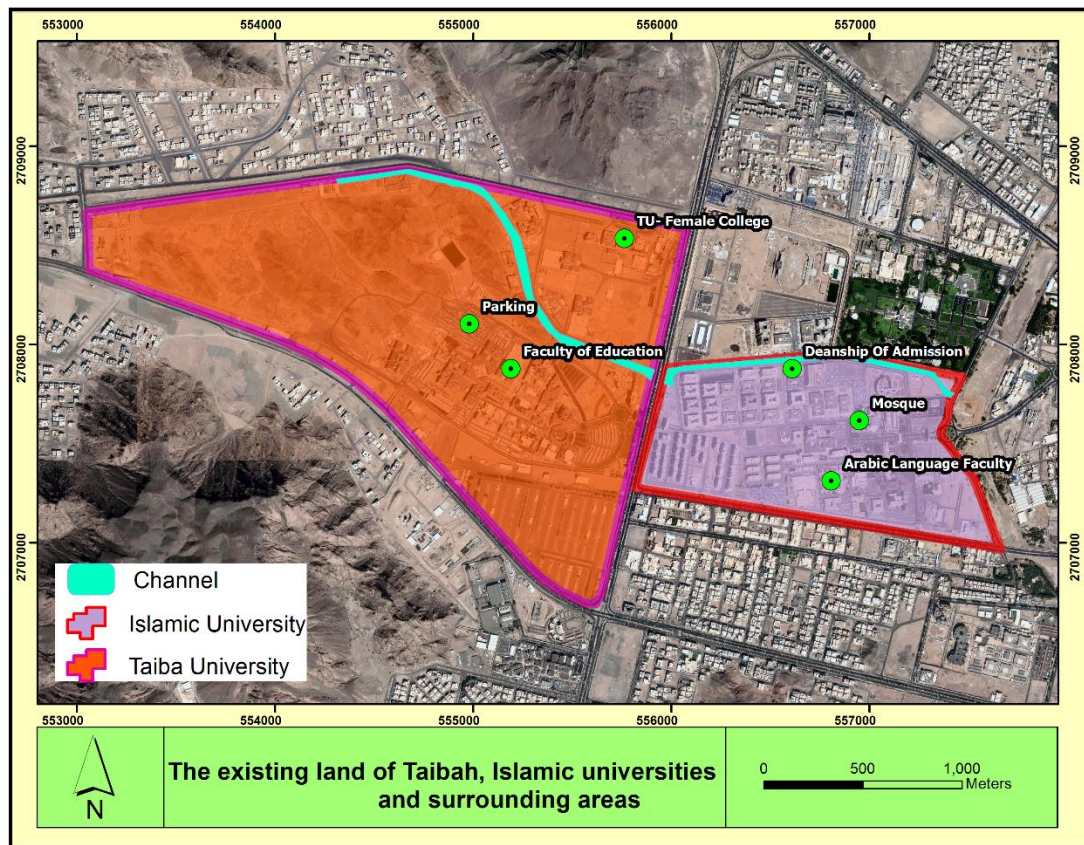 553000 554000 555000 556000 557000
2709000 2709000
2708000 2708000
2707000 2707000
TU- Female College
Parking
Faculty of Education
Deanship Of Admission
Mosque
Arabic Language Faculty
Channel
Islamic University
Taiba University
553000 554000 555000 556000 557000
N
The existing land of Taibah, Islamic universities
and surrounding areas
0 500 1,000
Meters